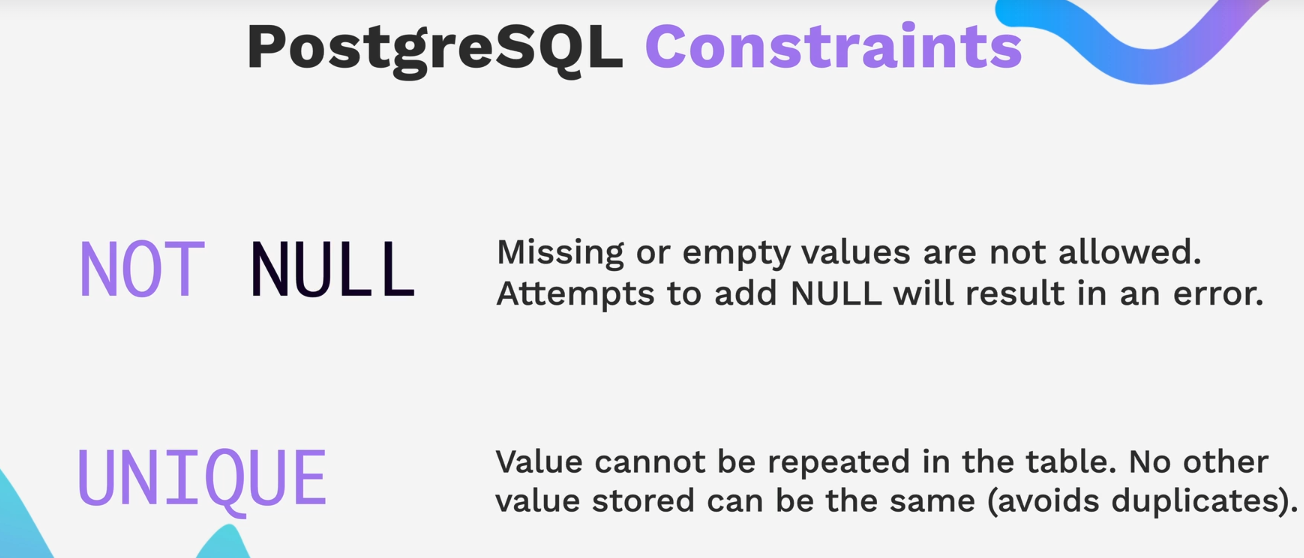 PostgreSQL Constraints
NOT NULL
Missing or empty values are not allowed.
Attempts to add NULL will result in an error.
UNIQUE
Value cannot be repeated in the table. No other
value stored can be the same (avoids duplicates).